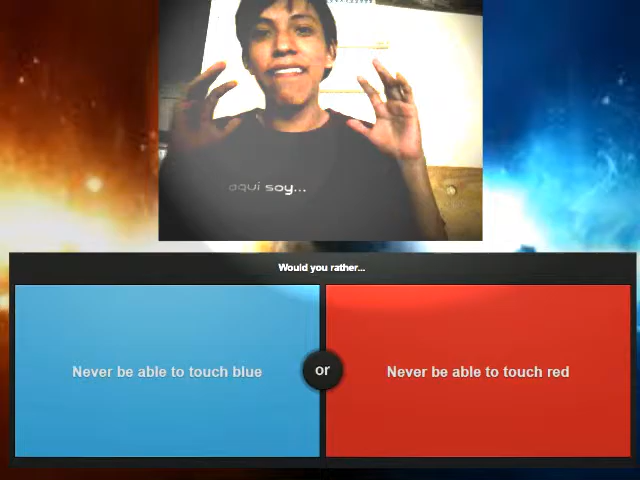 aqui soy...
Would you rather...
Never be able to touch blue
or
Never be able to touch red